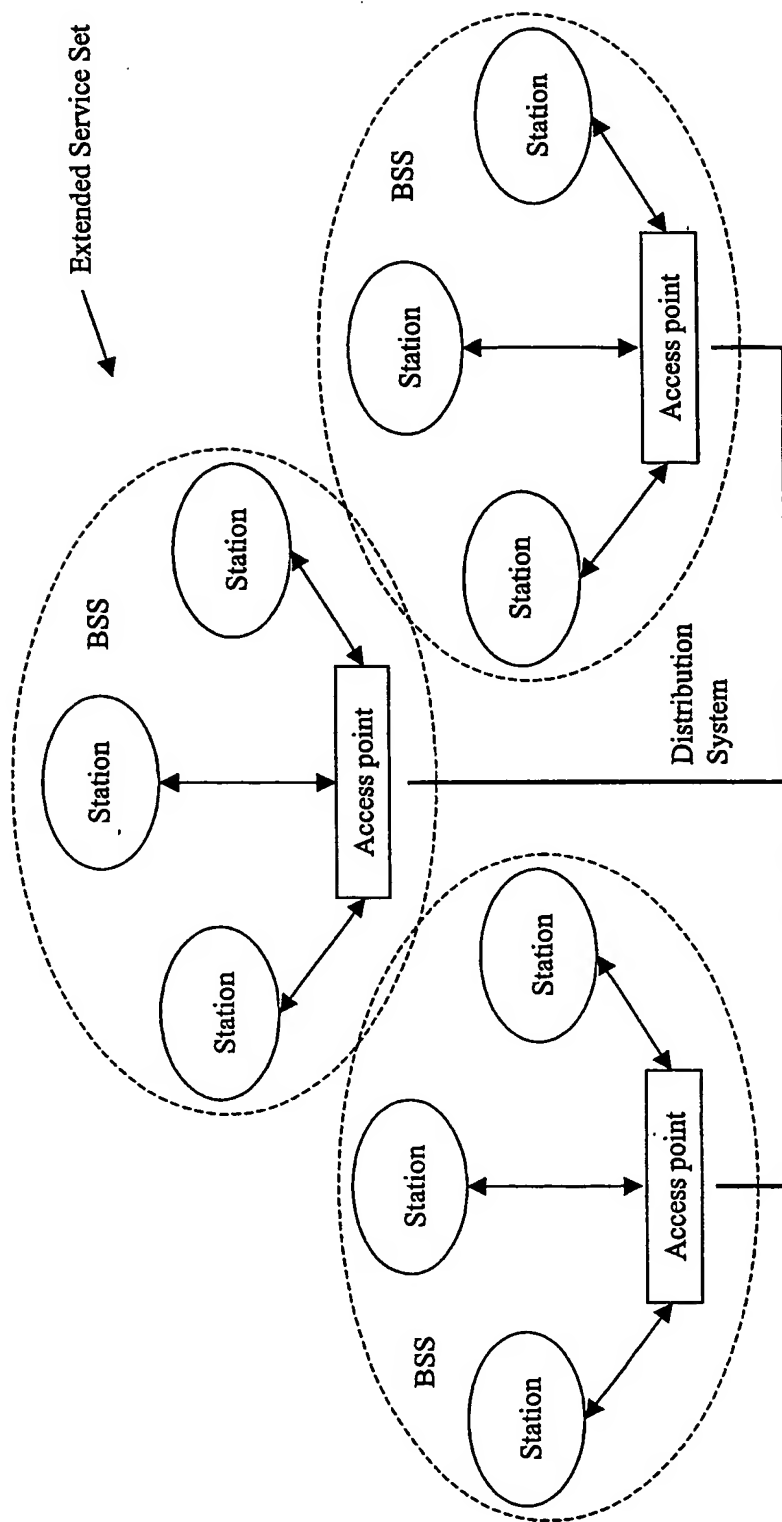 Extended Service Set
BSS
Station
Station
Station
Access point
BSS
Station
Station
Station
Access point
BSS
Station
Station
Station
Access point
Distribution
System